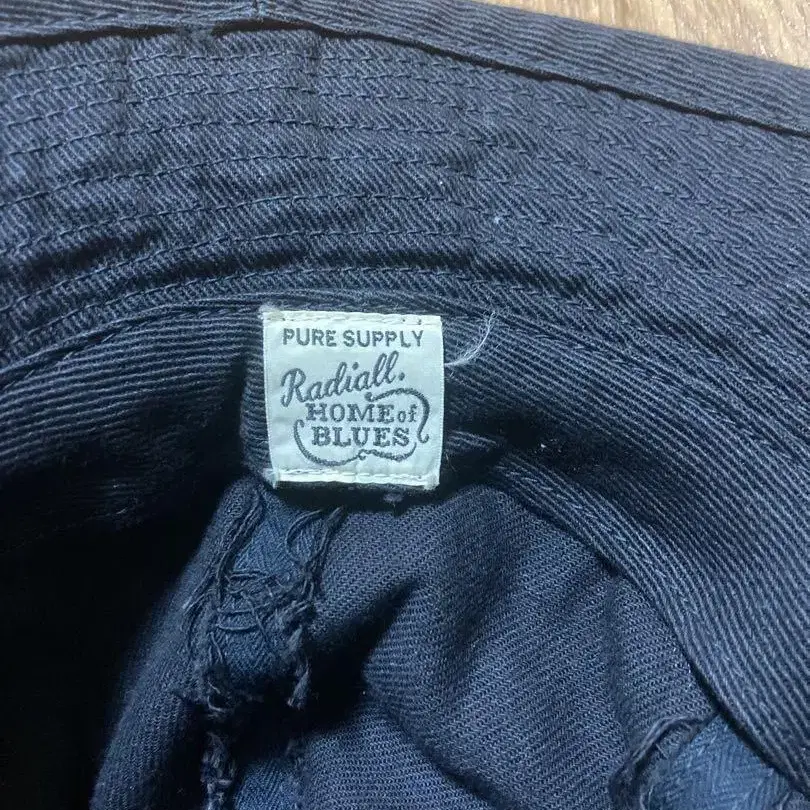 PURE SUPPLY
Radiall.
HOME of
BLUES